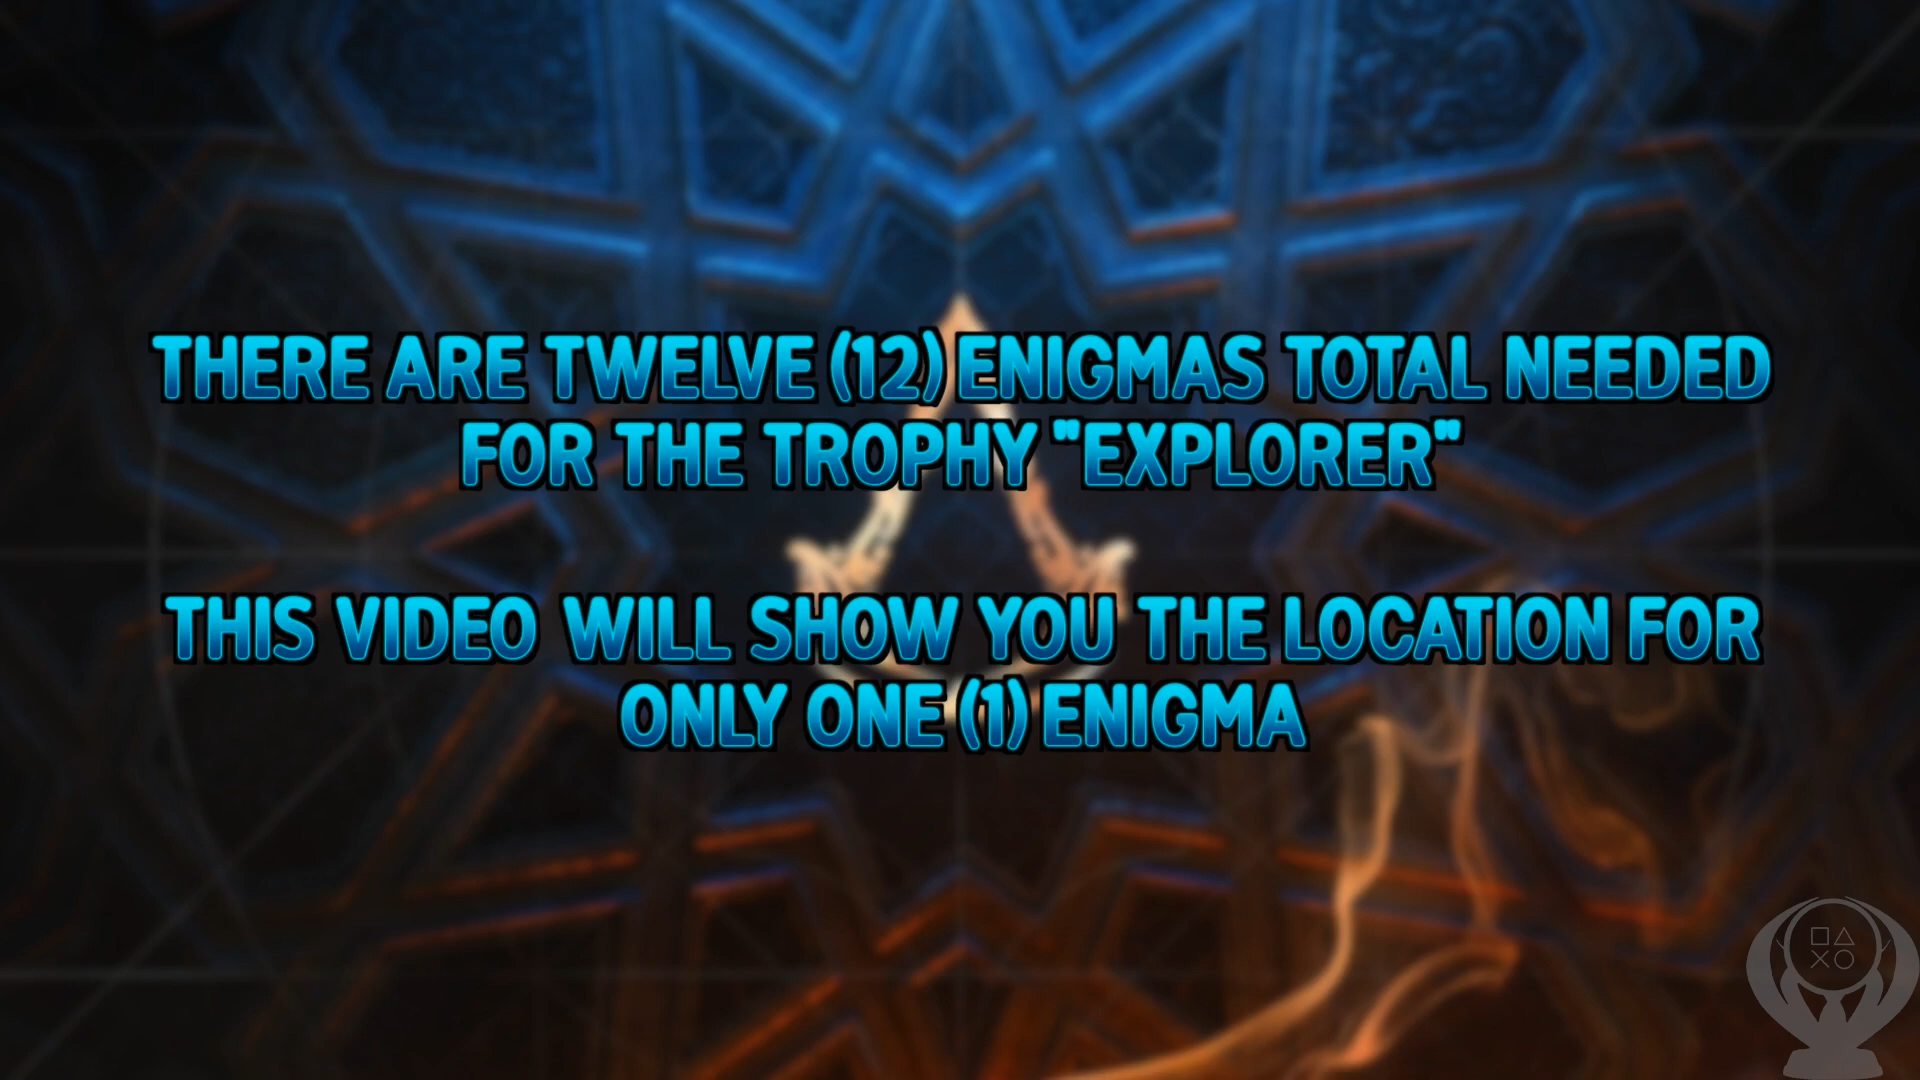 THERE ARE TWELVE (12) ENIGMAS TOTAL NEEDED
FOR THE TROPHY "EXPLORER"
THIS VIDEO WILL SHOW YOU THE LOCATION FOR
ONLY ONE (1) ENIGMA